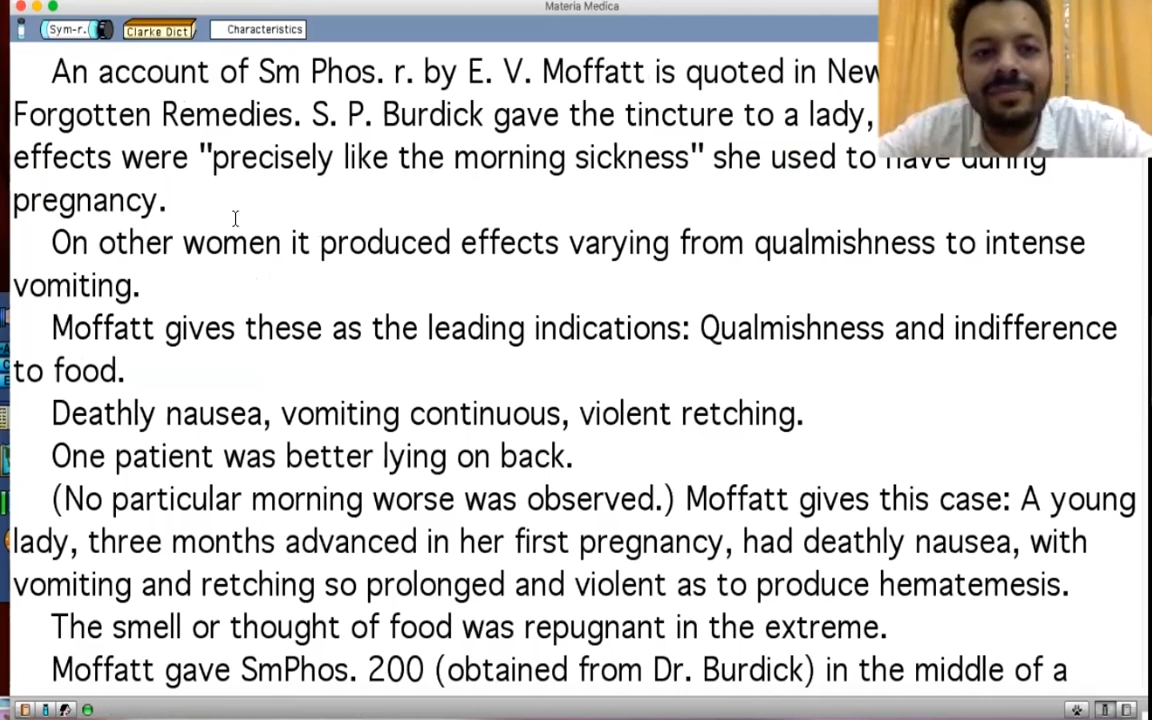 Materia Medica
Sym-r. Clarke Dict Characteristics
An account of Sm Phos. r. by E. V. Moffatt is quoted in New
Forgotten Remedies. S. P. Burdick gave the tincture to a lady,
effects were "precisely like the morning sickness" she used to have during
pregnancy.
On other women it produced effects varying from qualmishness to intense
vomiting.
Moffatt gives these as the leading indications: Qualmishness and indifference
to food.
Deathly nausea, vomiting continuous, violent retching.
One patient was better lying on back.
(No particular morning worse was observed.) Moffatt gives this case: A young
lady, three months advanced in her first pregnancy, had deathly nausea, with
vomiting and retching so prolonged and violent as to produce hematemesis.
The smell or thought of food was repugnant in the extreme.
Moffatt gave SmPhos. 200 (obtained from Dr. Burdick) in the middle of a